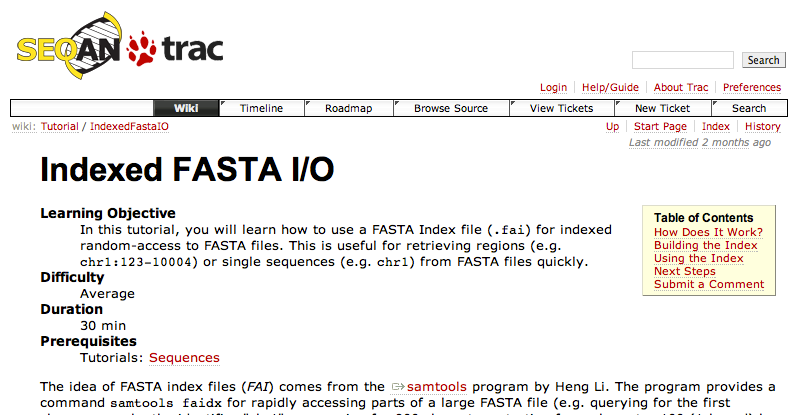 SEQAN trac
Search
Login Help/Guide About Trac Preferences
Wiki Timeline Roadmap Browse Source View Tickets New Ticket Search
wiki: Tutorial / IndexedFastaIO Up Start Page Index History
Last modified 2 months ago
Indexed FASTA I/O
Learning Objective
In this tutorial, you will learn how to use a FASTA Index file (.fai) for indexed
random-access to FASTA files. This is useful for retrieving regions (e.g.
chr1:123-10004) or single sequences (e.g. chr1) from FASTA files quickly.
Difficulty
Average
Duration
30 min
Prerequisites
Tutorials: Sequences
Table of Contents
How Does It Work?
Building the Index
Using the Index
Next Steps
Submit a Comment
The idea of FASTA index files (FAI) comes from the samtools program by Heng Li. The program provides a
command samtools faidx for rapidly accessing parts of a large FASTA file (e.g. querying for the first